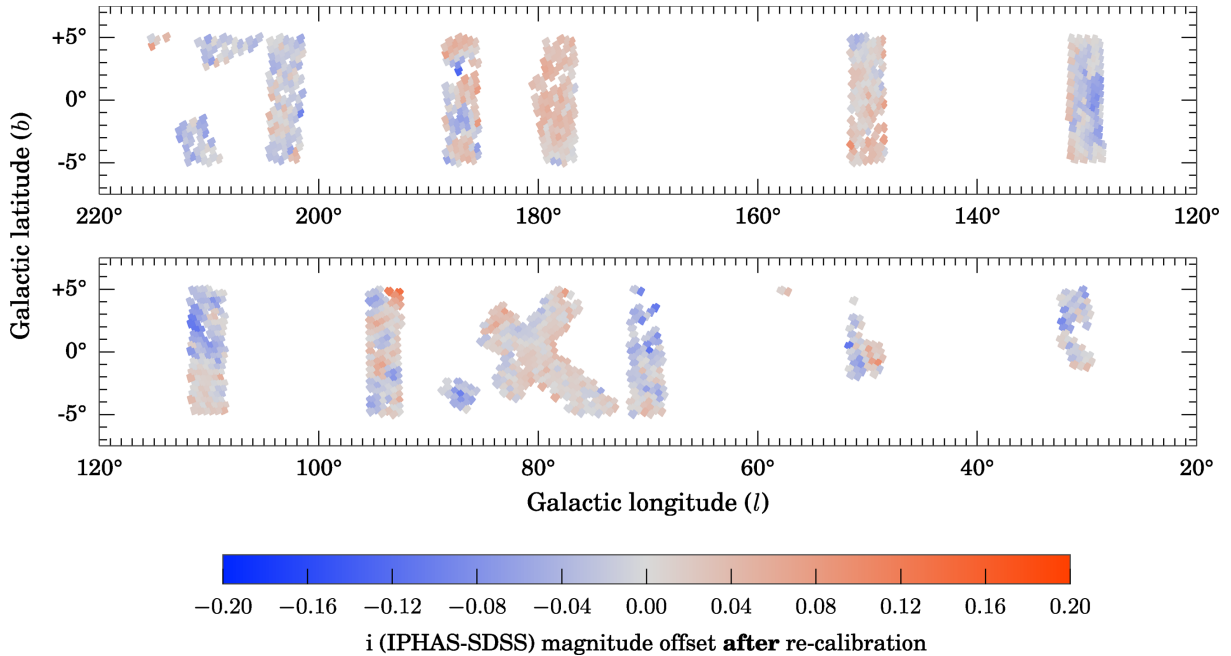 +5°
0°
-5°
220° 200° 180° 160° 140° 120°
Galactic latitude (b)
+5°
0°
-5°
120° 100° 80° 60° 40° 20°
Galactic longitude (l)
−0.20 −0.16 −0.12 −0.08 −0.04 0.00 0.04 0.08 0.12 0.16 0.20
i (IPHAS-SDSS) magnitude offset after re-calibration